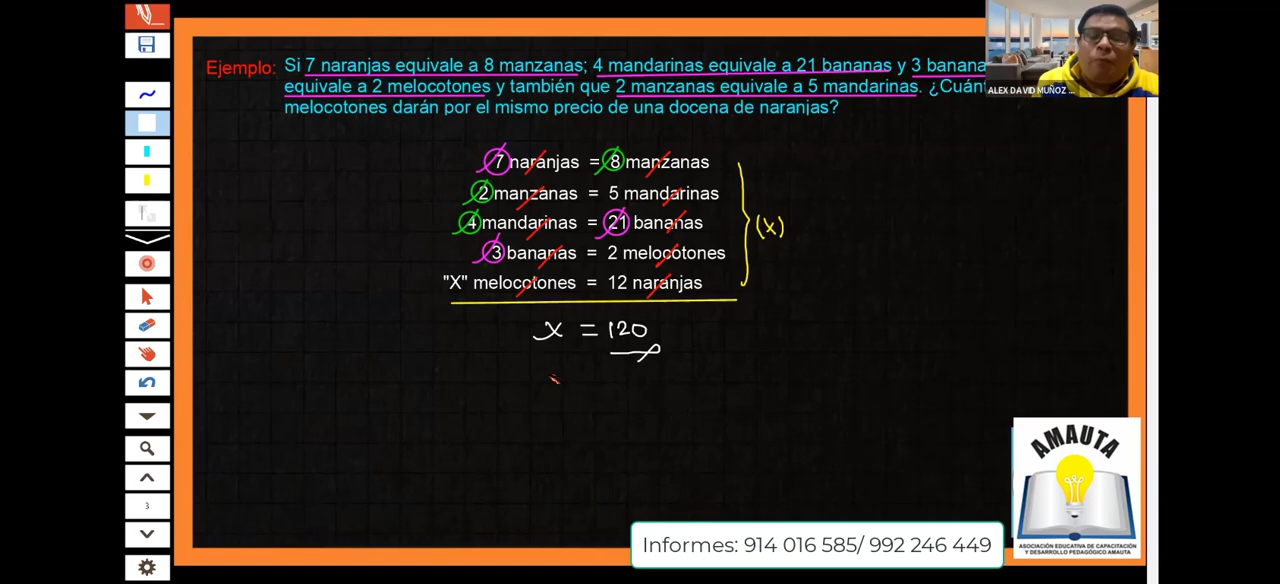 Ejemplo: Si 7 naranjas equivale a 8 manzanas; 4 mandarinas equivale a 21 bananas y 3 banana
equivale a 2 melocotones y también que 2 manzanas equivale a 5 mandarinas. ¿Cuánt
melocotones darán por el mismo precio de una docena de naranjas?
ALEX DAVID MUÑOZ ...
7 naranjas = 8 manzanas
2 manzanas = 5 mandarinas
4 mandarinas = 21 bananas
(x)
3 bananas = 2 melocotones
"X" melocotones = 12 naranjas
x = 120
3
AMAUTA
ASOCIACIÓN EDUCATIVA DE CAPACITACIÓN
Y DESARROLLO PEDAGÓGICO AMAUTA
Informes: 914 016 585/ 992 246 449